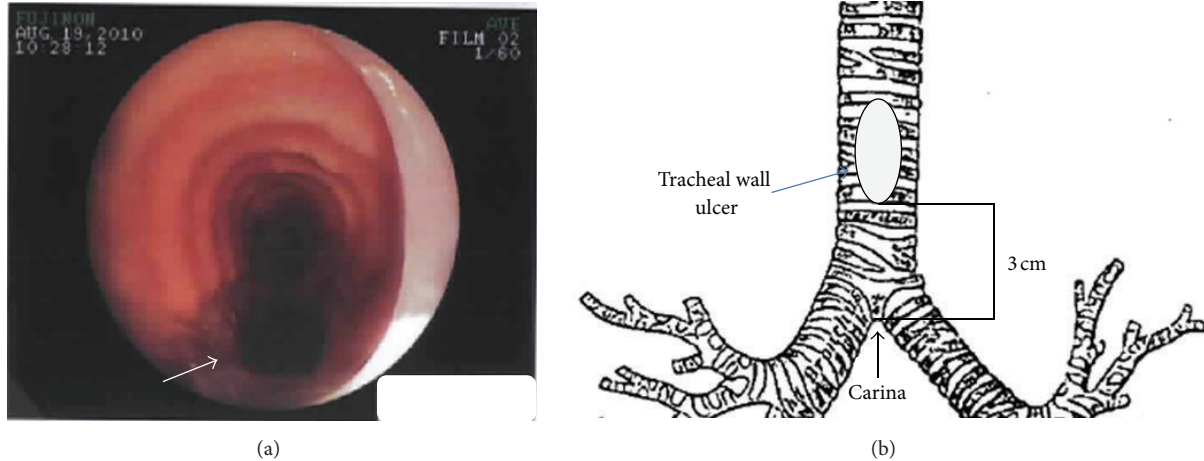 FUJINON
AUG 19,2010
10:28:12
AVE
FILM 02
1/60
Tracheal wall
ulcer
3 cm
Carina
(a)
(b)